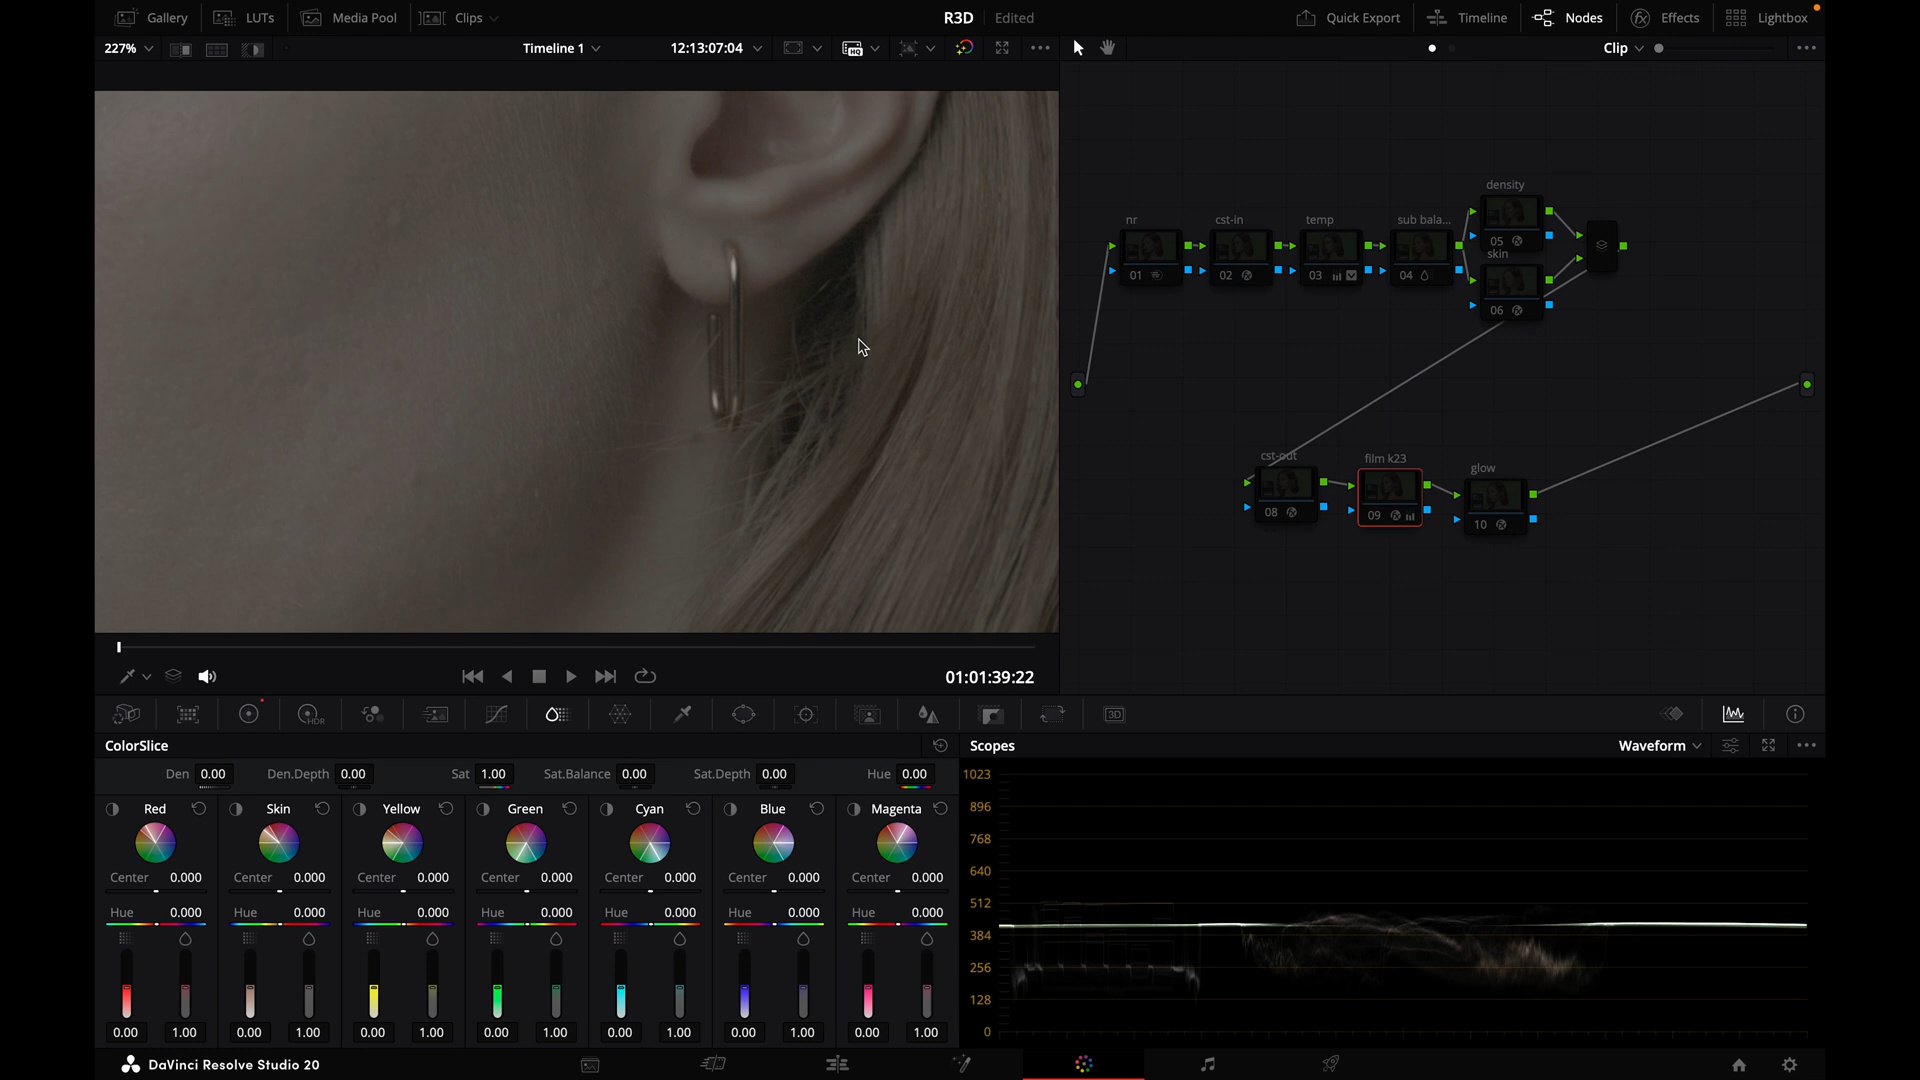 Gallery LUTs Media Pool Clips R3D Edited Quick Export Timeline Nodes Effects Lightbox
227% Timeline 1 12:13:07:04 HQ Clip
density
nr cst-in temp sub bala... 05
skin
01 02 03 04 06
cst-out film k23 glow
08 09 10
01:01:39:22
HDR 3D
ColorSlice Scopes Waveform
Den 0.00 Den.Depth 0.00 Sat 1.00 Sat.Balance 0.00 Sat.Depth 0.00 Hue 0.00
Red Skin Yellow Green Cyan Blue Magenta
Center 0.000 Center 0.000 Center 0.000 Center 0.000 Center 0.000 Center 0.000 Center 0.000
Hue 0.000 Hue 0.000 Hue 0.000 Hue 0.000 Hue 0.000 Hue 0.000 Hue 0.000
0.00 1.00 0.00 1.00 0.00 1.00 0.00 1.00 0.00 1.00 0.00 1.00 0.00 1.00
1023
896
768
640
512
384
256
128
0
DaVinci Resolve Studio 20